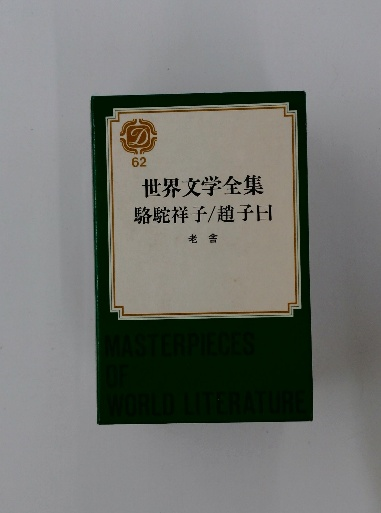 D
62
世界文学全集
駱駝祥子/趙子曰
老舎
MASTERPIECES
OF
WORLD LITERATURE